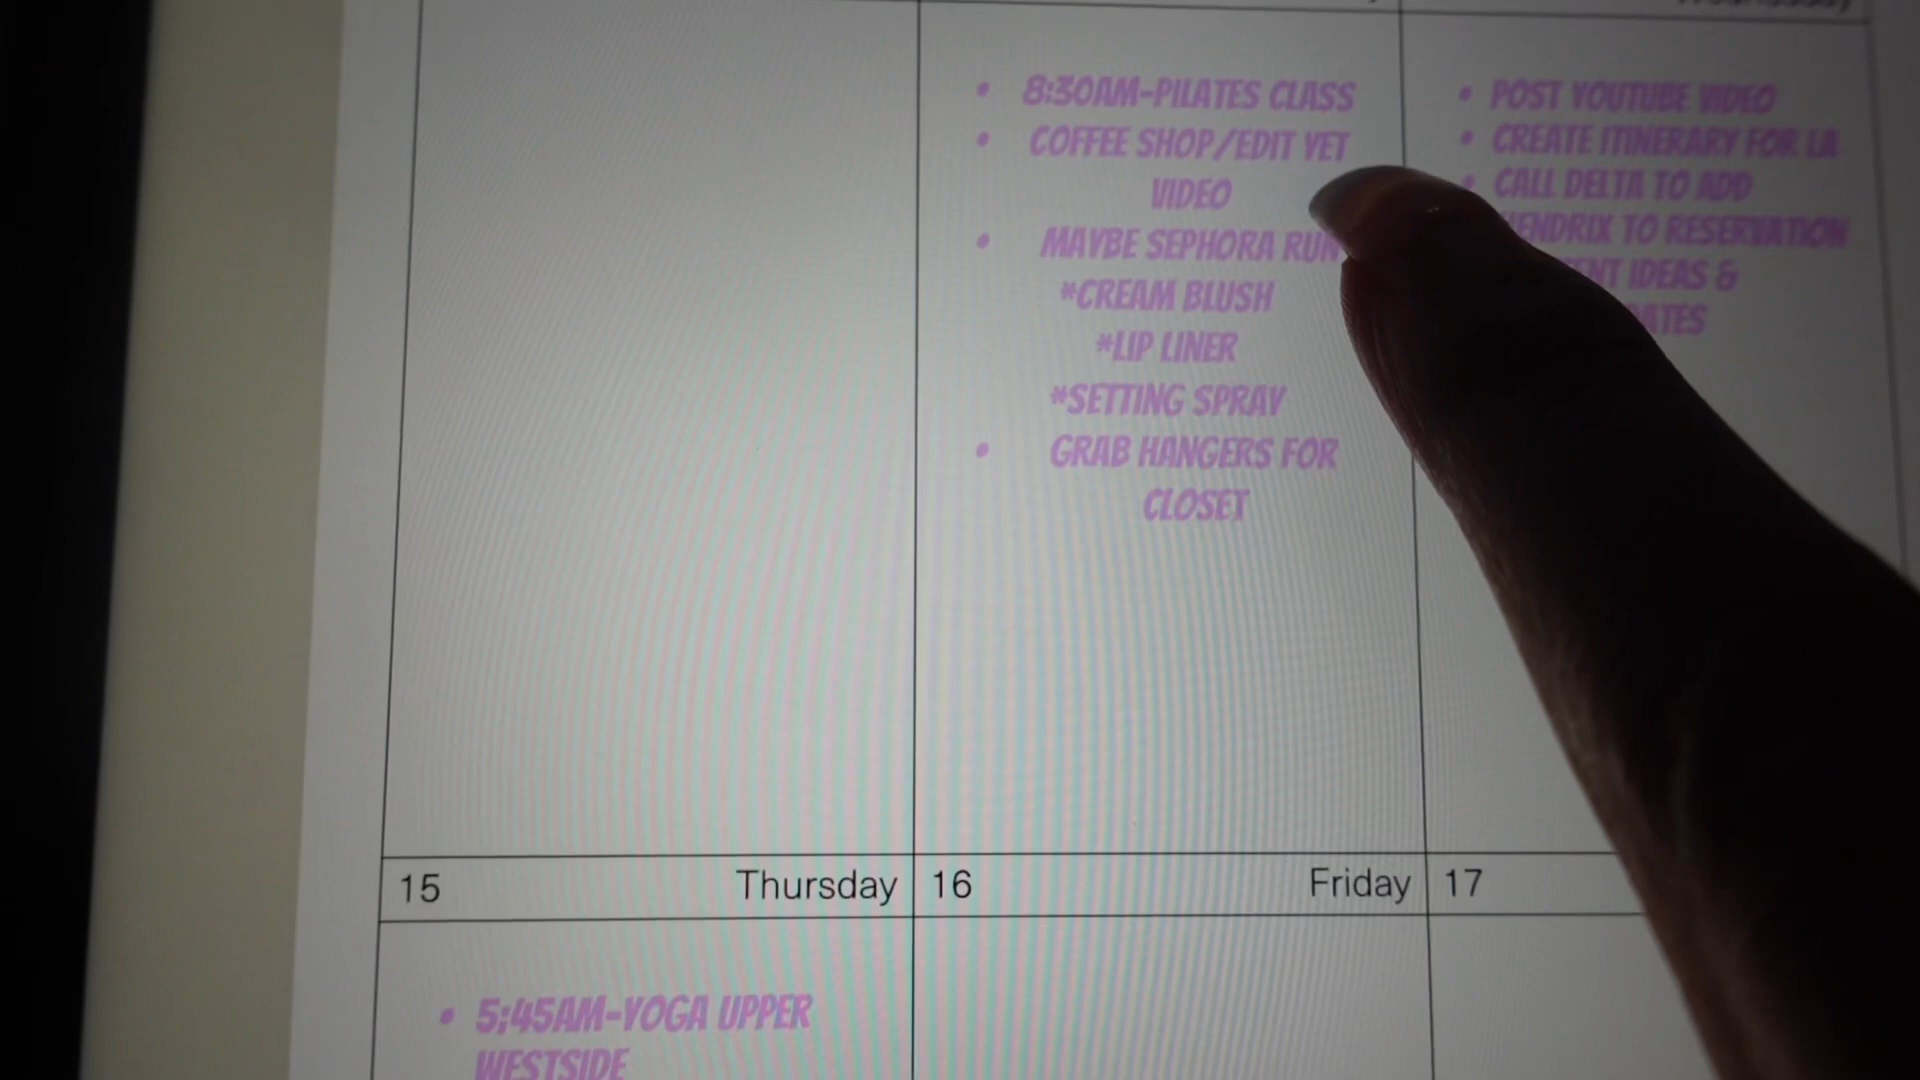 • 8:30AM-PILATES CLASS
• COFFEE SHOP/EDIT YET
VIDEO
• MAYBE SEPHORA RUN
*CREAM BLUSH
*LIP LINER
*SETTING SPRAY
• GRAB HANGERS FOR
CLOSET
• POST YOUTUBE VIDEO
• CREATE ITINERARY FOR LA
• CALL DELTA TO ADD
TO RESERVATION
IDEAS &
15 Thursday
16 Friday
17
• 5:45AM-YOGA UPPER
WESTSIDE